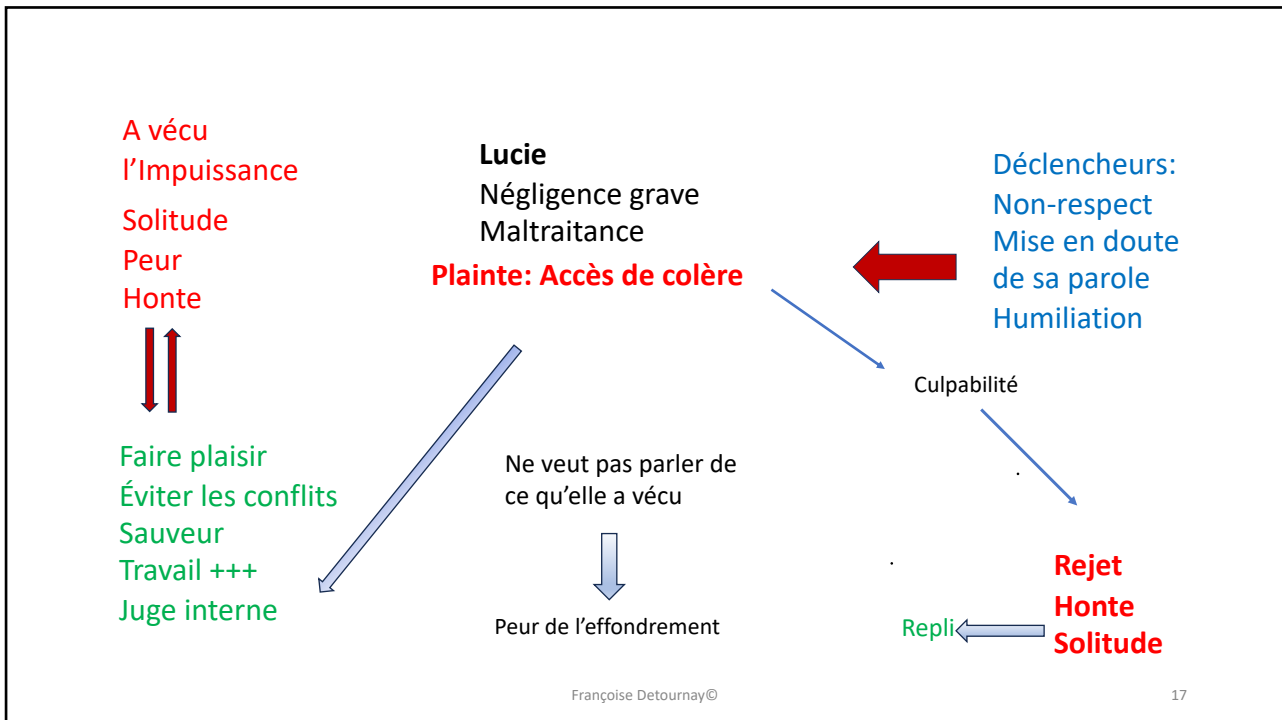 A vécu
l’Impuissance
Solitude
Peur
Honte
Faire plaisir
Éviter les conflits
Sauveur
Travail +++
Juge interne
Lucie
Négligence grave
Maltraitance
Plainte: Accès de colère
Ne veut pas parler de
ce qu’elle a vécu
Peur de l’effondrement
Déclencheurs:
Non-respect
Mise en doute
de sa parole
Humiliation
Culpabilité
Rejet
Honte
Solitude
Repli
Françoise Detournay©
17